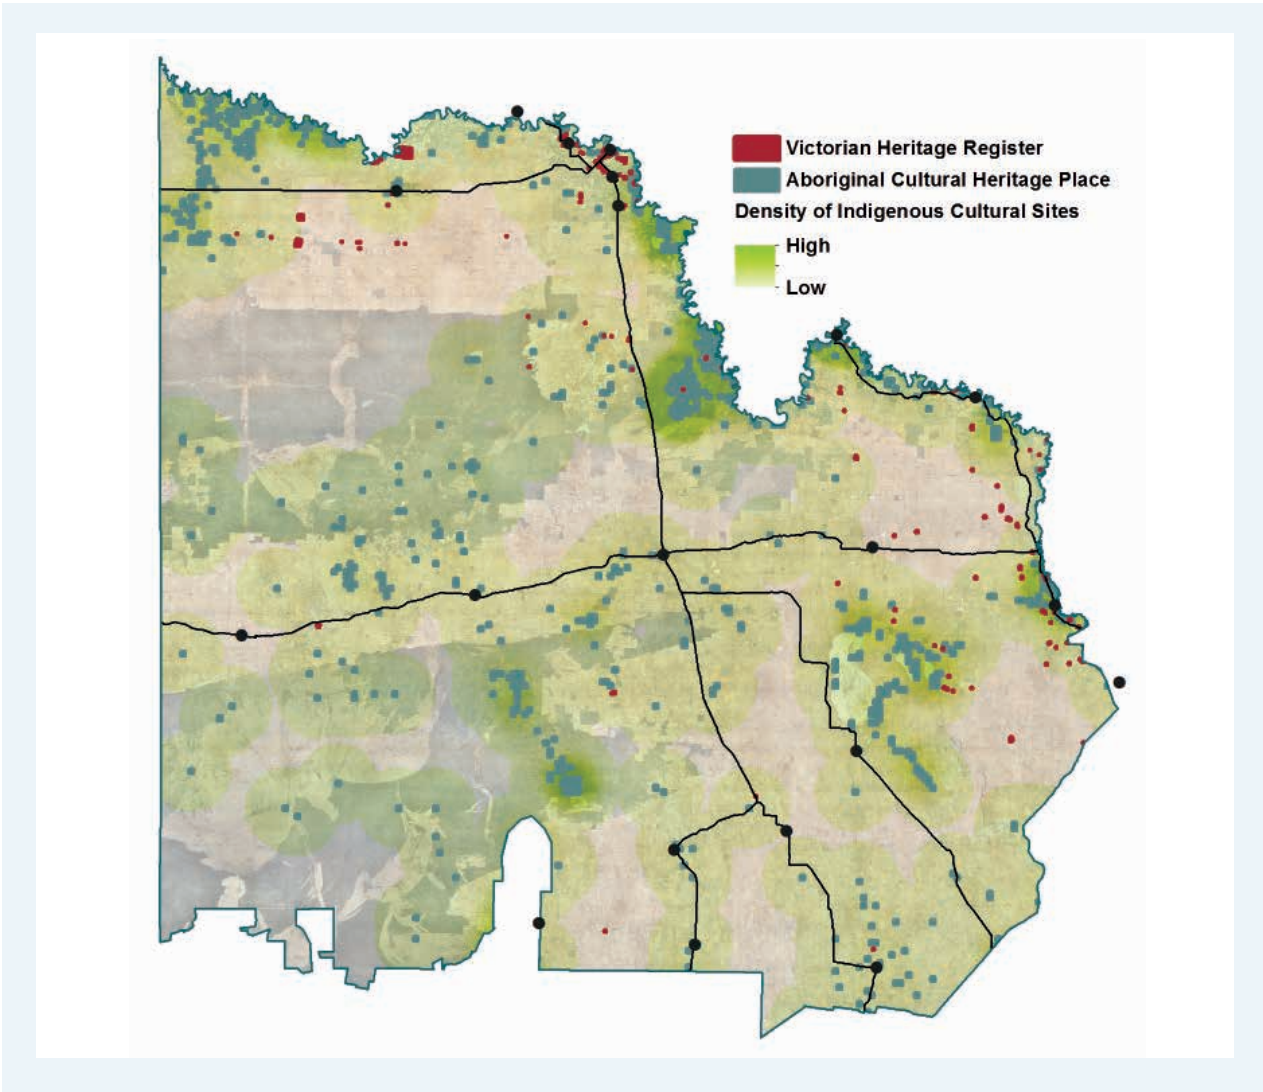 Victorian Heritage Register
Aboriginal Cultural Heritage Place
Density of Indigenous Cultural Sites
High
Low